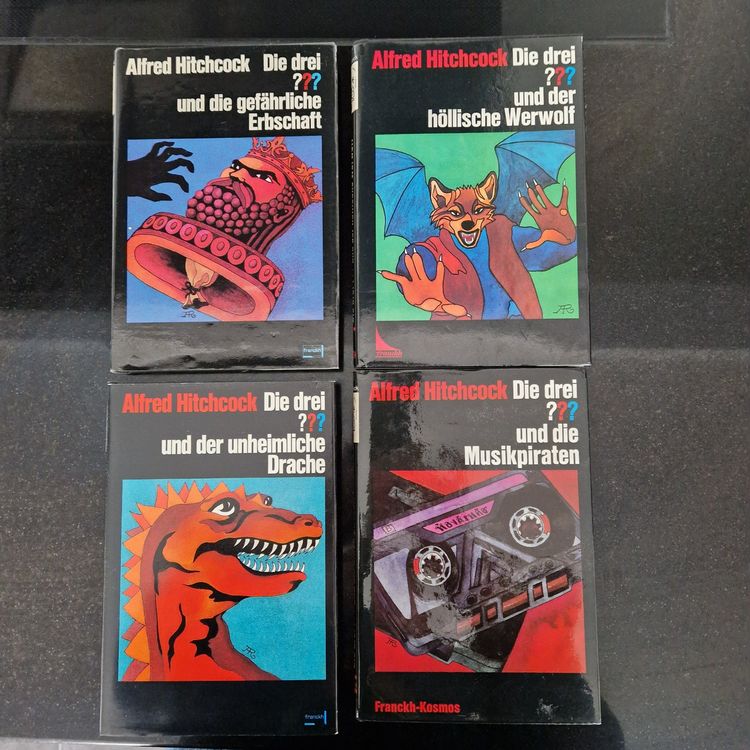 Alfred Hitchcock Die drei
???
und die gefährliche
Erbschaft
franckh
Alfred Hitchcock Die drei
???
und der
höllische Werwolf
franckh
Alfred Hitchcock Die drei
???
und der unheimliche
Drache
franckh
Alfred Hitchcock Die drei
???
und die
Musikpiraten
Franckh-Kosmos